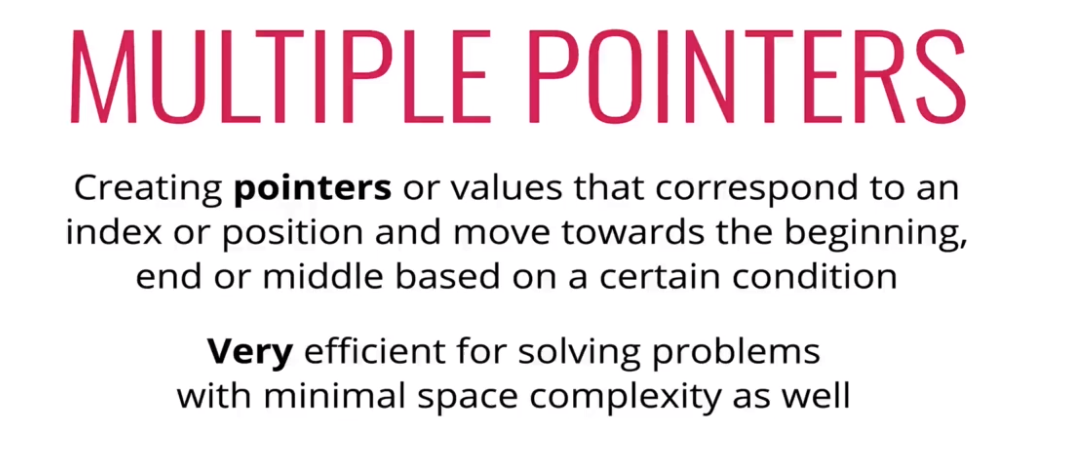 MULTIPLE POINTERS
Creating pointers or values that correspond to an
index or position and move towards the beginning,
end or middle based on a certain condition
Very efficient for solving problems
with minimal space complexity as well